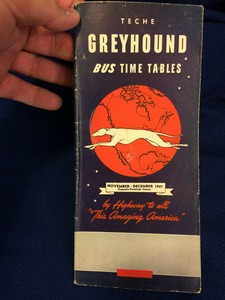 TECHE
GREYHOUND
BUS TIME TABLES
NOVEMBER - DECEMBER 1941
by Highway to all
"This Amazing America"